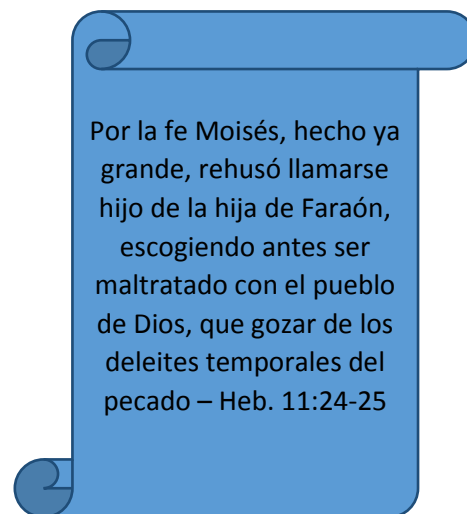 Por la fe Moisés, hecho ya
grande, rehusó llamarse
hijo de la hija de Faraón,
escogiendo antes ser
maltratado con el pueblo
de Dios, que gozar de los
deleites temporales del
pecado – Heb. 11:24-25